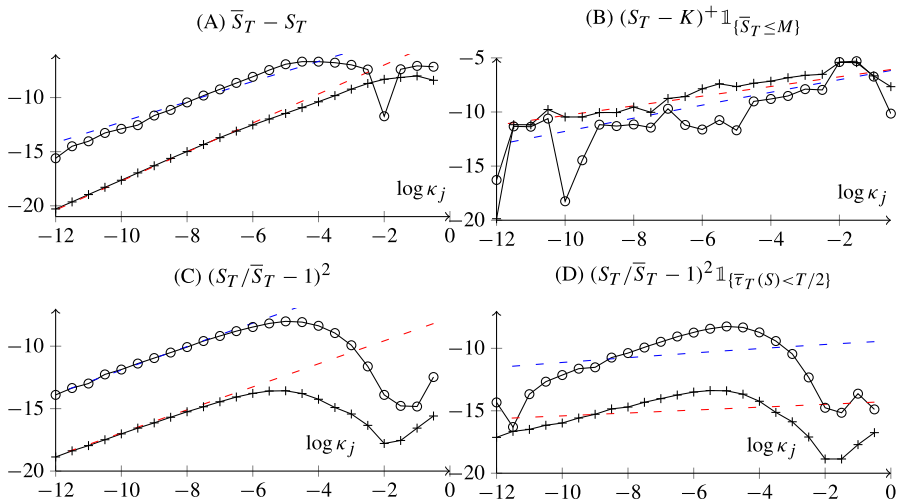 (A) S̅_T − S_T
(B) (S_T − K)⁺ 𝟙_{S̅_T ≤ M}
−5
−10
−15
−20
log κ_j
−12 −10 −8 −6 −4 −2 0
−10
−15
−20
log κ_j
−12 −10 −8 −6 −4 −2
(C) (S_T/S̅_T − 1)²
(D) (S_T/S̅_T − 1)² 𝟙_{τ̅_T(S)<T/2}
−10
−15
−20
log κ_j
−12 −10 −8 −6 −4 −2 0
−10
−15
−20
log κ_j
−12 −10 −8 −6 −4 −2 0